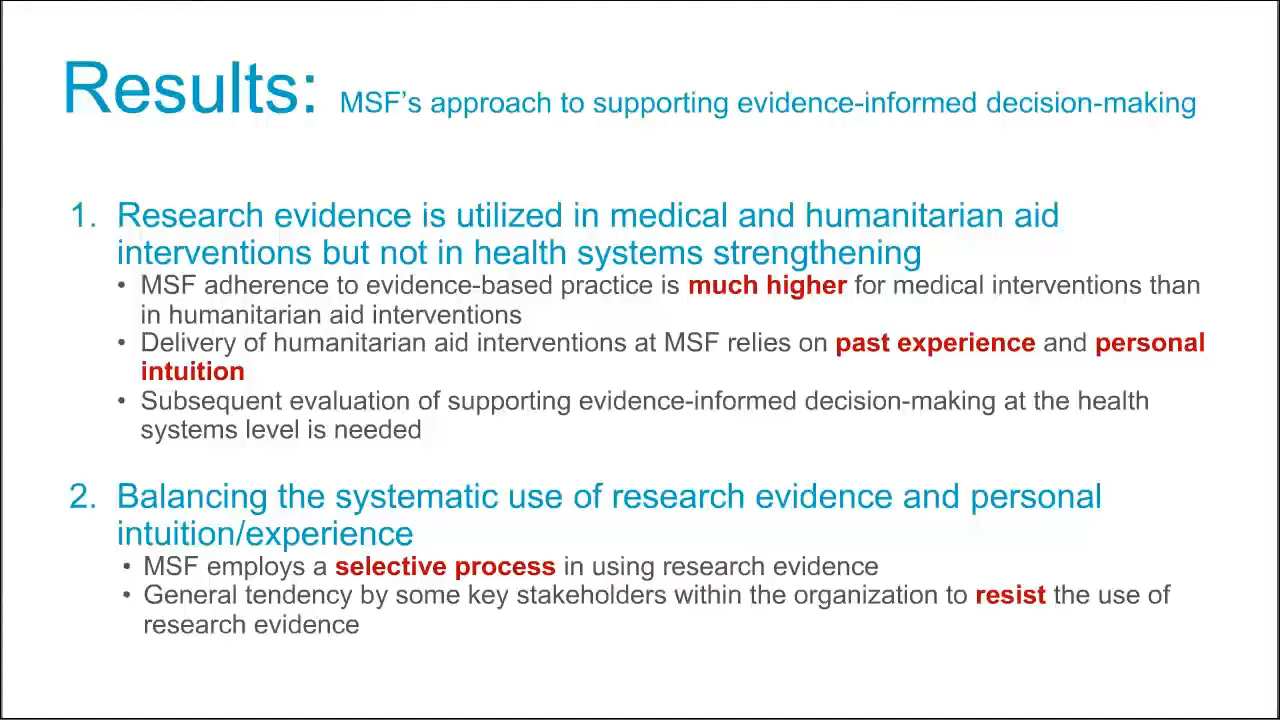 Results: MSF's approach to supporting evidence-informed decision-making
1. Research evidence is utilized in medical and humanitarian aid
interventions but not in health systems strengthening
• MSF adherence to evidence-based practice is much higher for medical interventions than
in humanitarian aid interventions
• Delivery of humanitarian aid interventions at MSF relies on past experience and personal
intuition
• Subsequent evaluation of supporting evidence-informed decision-making at the health
systems level is needed
2. Balancing the systematic use of research evidence and personal
intuition/experience
• MSF employs a selective process in using research evidence
• General tendency by some key stakeholders within the organization to resist the use of
research evidence